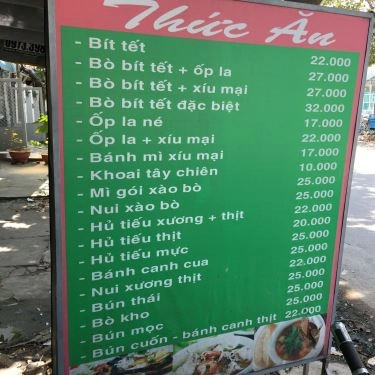 Thức Ăn
- Bít tết 22.000
- Bò bít tết + ốp la 27.000
- Bò bít tết + xíu mại 27.000
- Bò bít tết đặc biệt 32.000
- Ốp la né 17.000
- Ốp la + xíu mại 22.000
- Bánh mì xíu mại 17.000
- Khoai tây chiên 10.000
- Mì gói xào bò 25.000
- Nui xào bò 25.000
- Hủ tiếu xương + thịt 22.000
- Hủ tiếu thịt 20.000
- Hủ tiếu mực 25.000
- Bánh canh cua 25.000
- Nui xương thịt 22.000
- Bún thái 25.000
- Bò kho 25.000
- Bún mọc 25.000
- Bún cuốn - bánh canh thịt 22.000